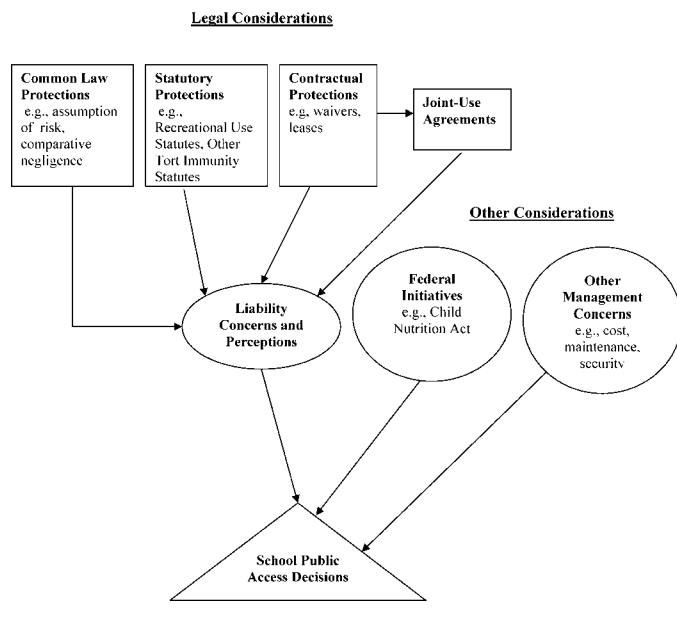 Legal Considerations
Common Law
Protections
e.g., assumption
of risk,
comparative
negligence
Statutory
Protections
e.g.,
Recreational Use
Statutes, Other
Tort Immunity
Statutes
Contractual
Protections
e.g, waivers,
leases
Joint-Use
Agreements
Other Considerations
Liability
Concerns and
Perceptions
Federal
Initiatives
e.g., Child
Nutrition Act
Other
Management
Concerns
e.g., cost,
maintenance,
security
School Public
Access Decisions